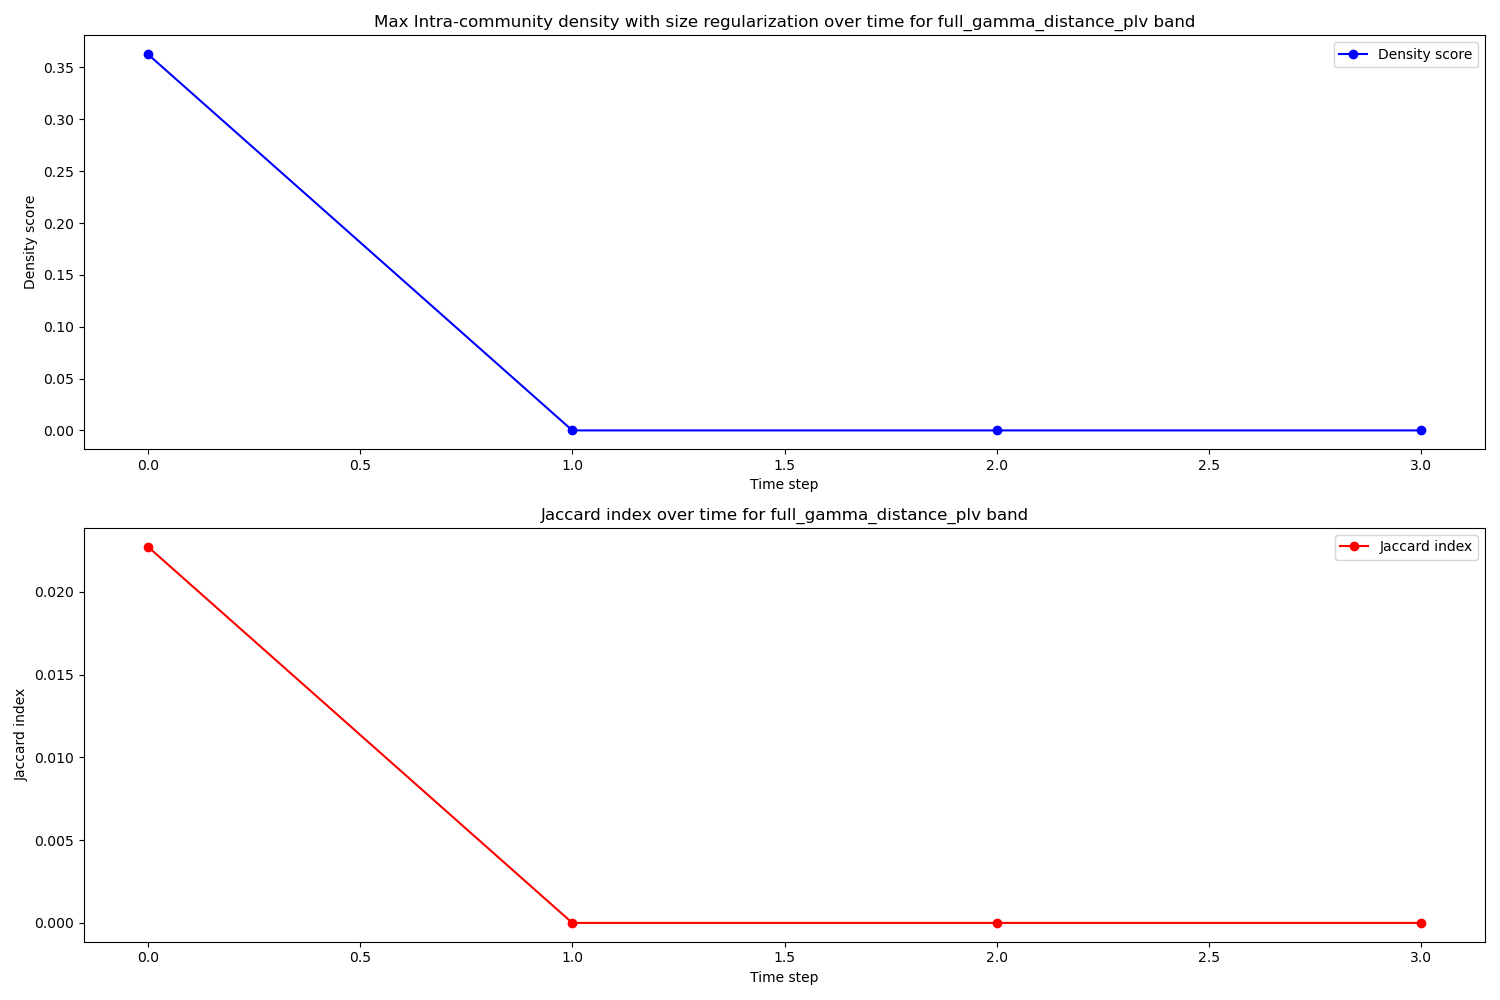 Max Intra-community density with size regularization over time for full_gamma_distance_plv band
Density score
0.35
0.30
0.25
0.20
0.15
0.10
0.05
0.00
Density score
0.0 0.5 1.0 1.5 2.0 2.5 3.0
Time step
Jaccard index over time for full_gamma_distance_plv band
Jaccard index
0.020
0.015
0.010
0.005
0.000
Jaccard index
0.0 0.5 1.0 1.5 2.0 2.5 3.0
Time step